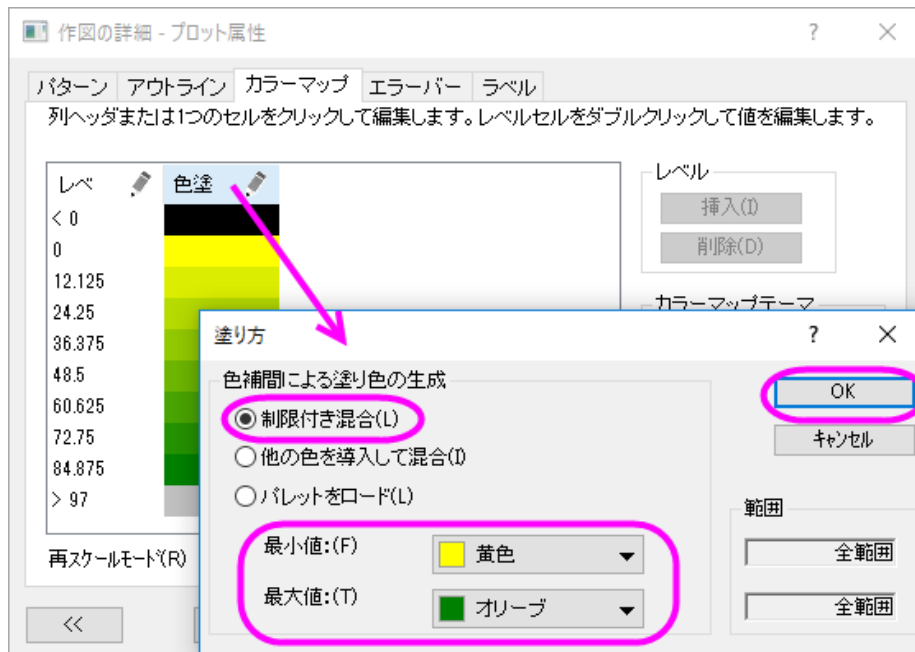 作図の詳細 - プロット属性
パターン アウトライン カラーマップ エラーバー ラベル
列ヘッダまたは1つのセルをクリックして編集します。レベルセルをダブルクリックして値を編集します。
レベ 色塗
< 0
0
12.125
24.25
36.375
48.5
60.625
72.75
84.875
> 97
再スケールモード(R)
<<
レベル
挿入(I)
削除(D)
カラーマップテーマ
塗り方
色補間による塗り色の生成
制限付き混合(L)
他の色を導入して混合(I)
パレットをロード(L)
最小値:(F) 黄色
最大値:(T) オリーブ
OK
キャンセル
範囲
全範囲
全範囲